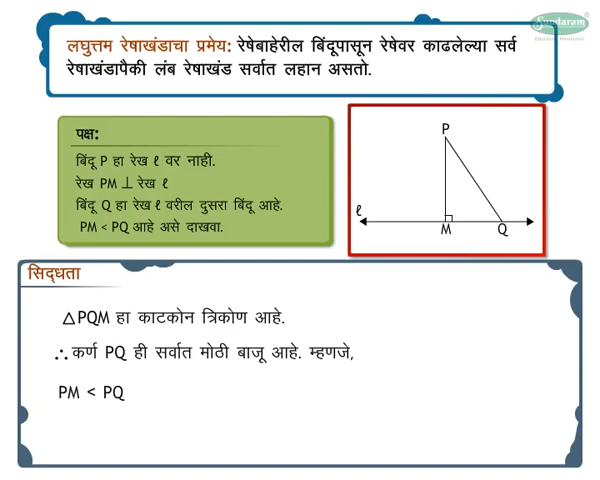 Sundaram
लघुत्तम रेषाखंडाचा प्रमेय: रेषेबाहेरील बिंदूपासून रेषेवर काढलेल्या सर्व
रेषाखंडापैकी लंब रेषाखंड सर्वात लहान असतो.
पक्ष:
बिंदू P हा रेख ℓ वर नाही.
रेख PM ⊥ रेख ℓ
बिंदू Q हा रेख ℓ वरील दुसरा बिंदू आहे.
PM < PQ आहे असे दाखवा.
P
ℓ
M Q
सिद्धता
△PQM हा काटकोन त्रिकोण आहे.
∴ कर्ण PQ ही सर्वात मोठी बाजू आहे. म्हणजे,
PM < PQ